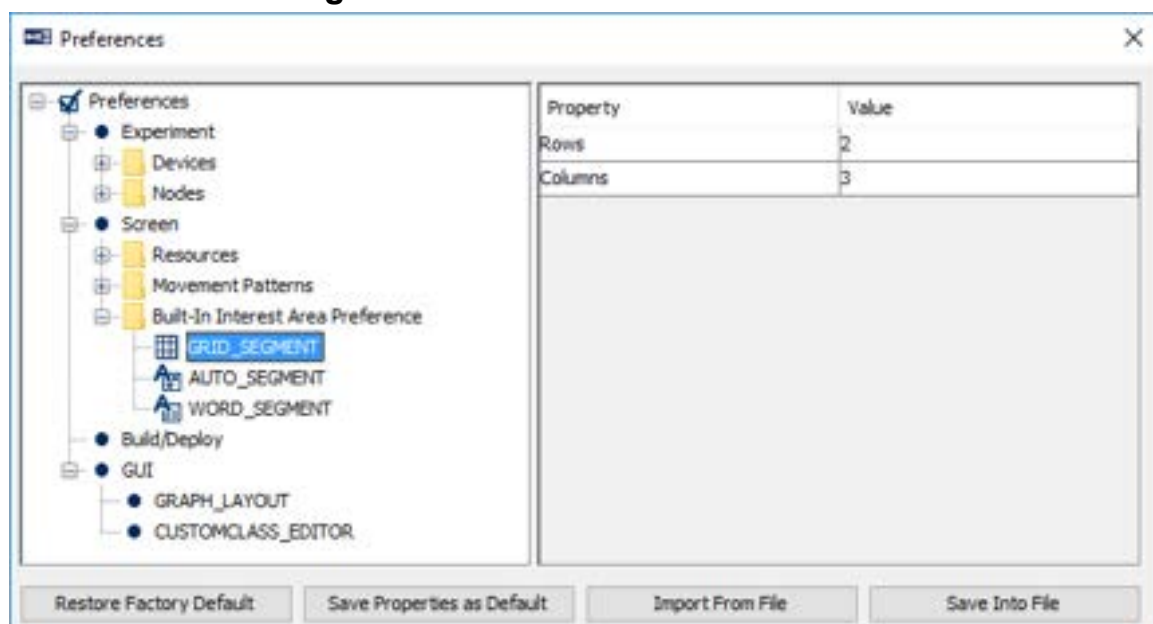 Preferences
Preferences
Experiment
Devices
Nodes
Screen
Resources
Movement Patterns
Built-In Interest Area Preference
GRID_SEGMENT
AUTO_SEGMENT
WORD_SEGMENT
Build/Deploy
GUI
GRAPH_LAYOUT
CUSTOMCLASS_EDITOR
Property Value
Rows 2
Columns 3
Restore Factory Default Save Properties as Default Import From File Save Into File